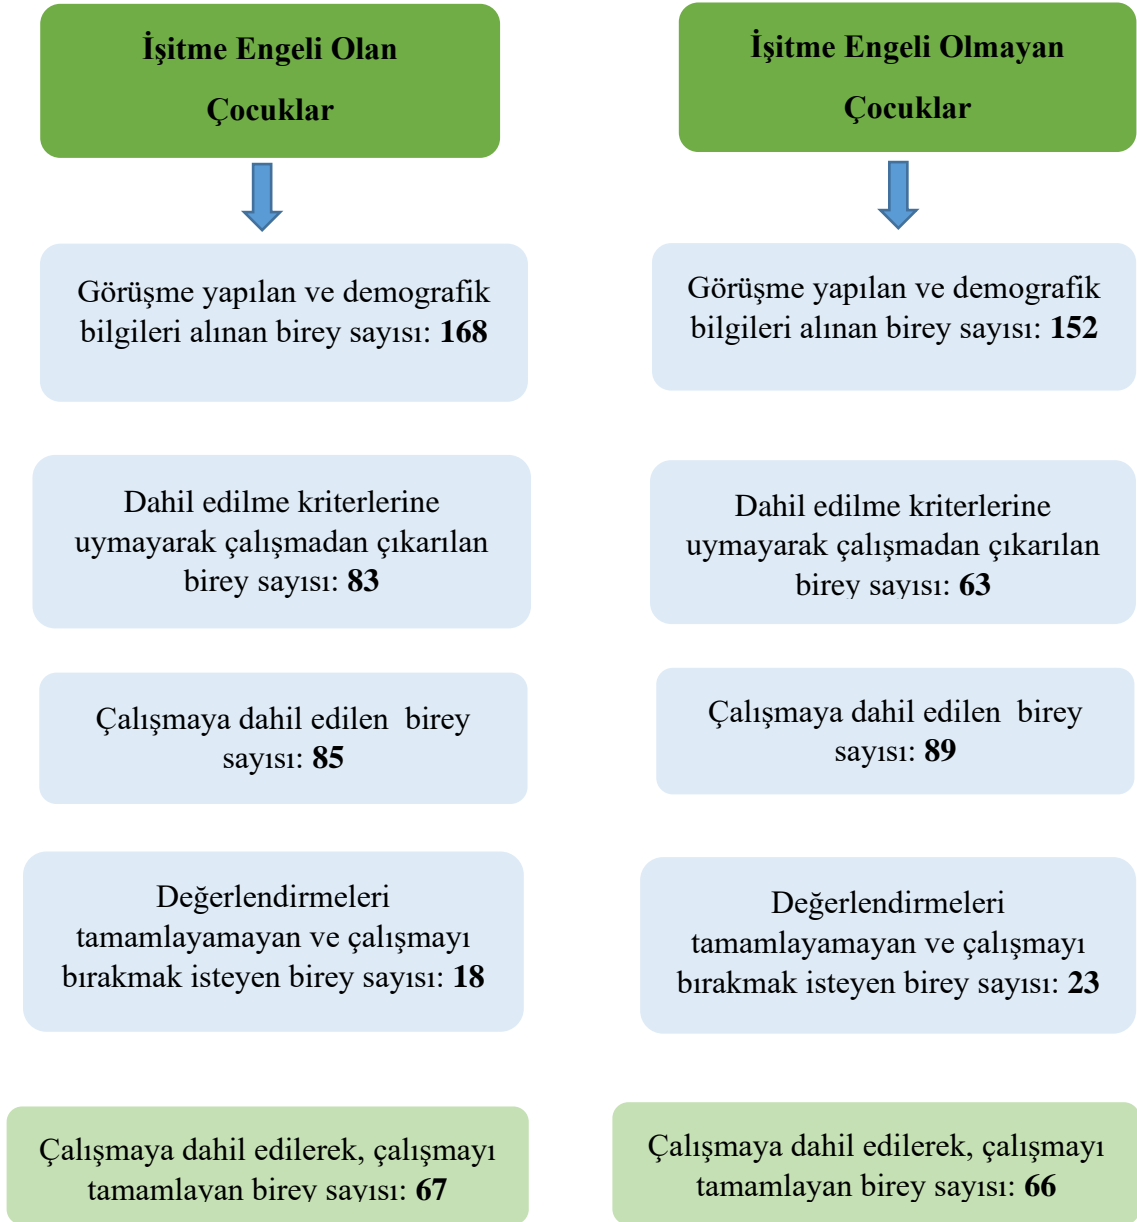 İşitme Engeli Olan
Çocuklar
İşitme Engeli Olmayan
Çocuklar
Görüşme yapılan ve demografik
bilgileri alınan birey sayısı: 168
Görüşme yapılan ve demografik
bilgileri alınan birey sayısı: 152
Dahil edilme kriterlerine
uymayarak çalışmadan çıkarılan
birey sayısı: 83
Dahil edilme kriterlerine
uymayarak çalışmadan çıkarılan
birey sayısı: 63
Çalışmaya dahil edilen birey
sayısı: 85
Çalışmaya dahil edilen birey
sayısı: 89
Değerlendirmeleri
tamamlayamayan ve çalışmayı
bırakmak isteyen birey sayısı: 18
Değerlendirmeleri
tamamlayamayan ve çalışmayı
bırakmak isteyen birey sayısı: 23
Çalışmaya dahil edilerek, çalışmayı
tamamlayan birey sayısı: 67
Çalışmaya dahil edilerek, çalışmayı
tamamlayan birey sayısı: 66